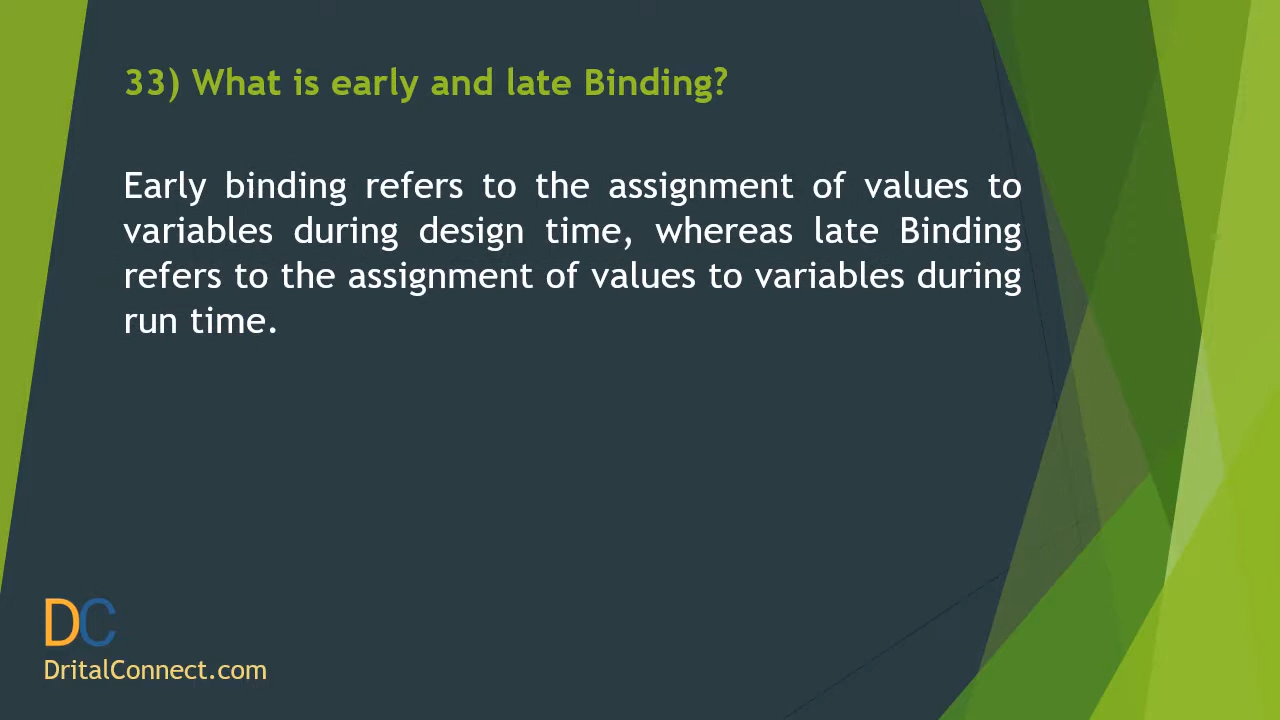 33) What is early and late Binding?
Early binding refers to the assignment of values to
variables during design time, whereas late Binding
refers to the assignment of values to variables during
run time.
DC
DritalConnect.com